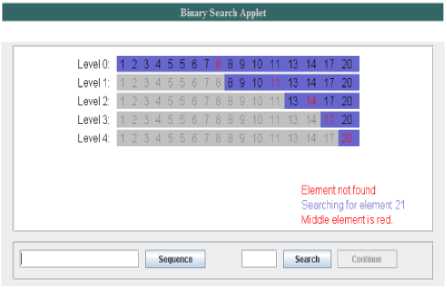 Binary Search Applet
Level 0: 1 2 3 4 5 5 6 7 8 8 9 10 11 13 14 17 20
Level 1: 1 2 3 4 5 5 6 7 8 8 9 10 11 13 14 17 20
Level 2: 1 2 3 4 5 5 6 7 8 8 9 10 11 13 14 17 20
Level 3: 1 2 3 4 5 5 6 7 8 8 9 10 11 13 14 17 20
Level 4: 1 2 3 4 5 5 6 7 8 8 9 10 11 13 14 17 20
Element not found
Searching for element 21
Middle element is red.
Sequence Search Continue